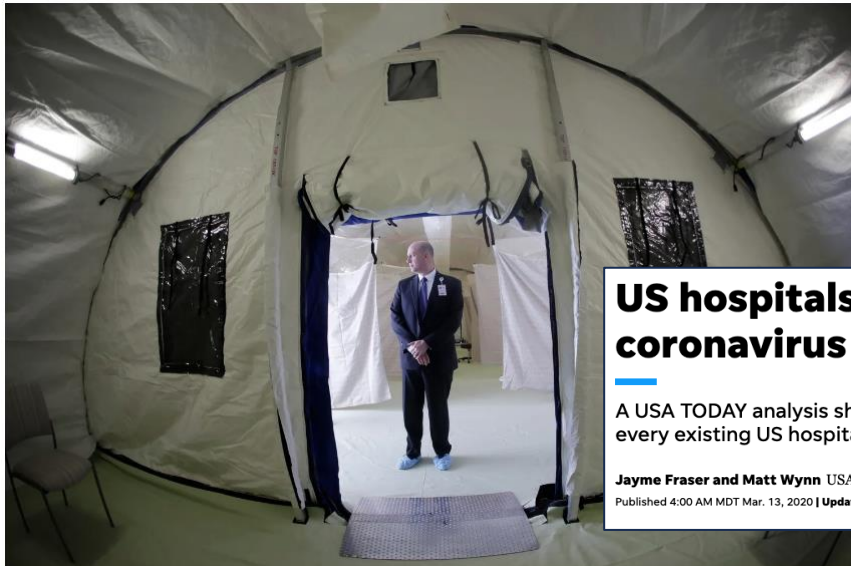 US hospitals
coronavirus
A USA TODAY analysis sh
every existing US hospita
Jayme Fraser and Matt Wynn USA
Published 4:00 AM MDT Mar. 13, 2020 | Upda